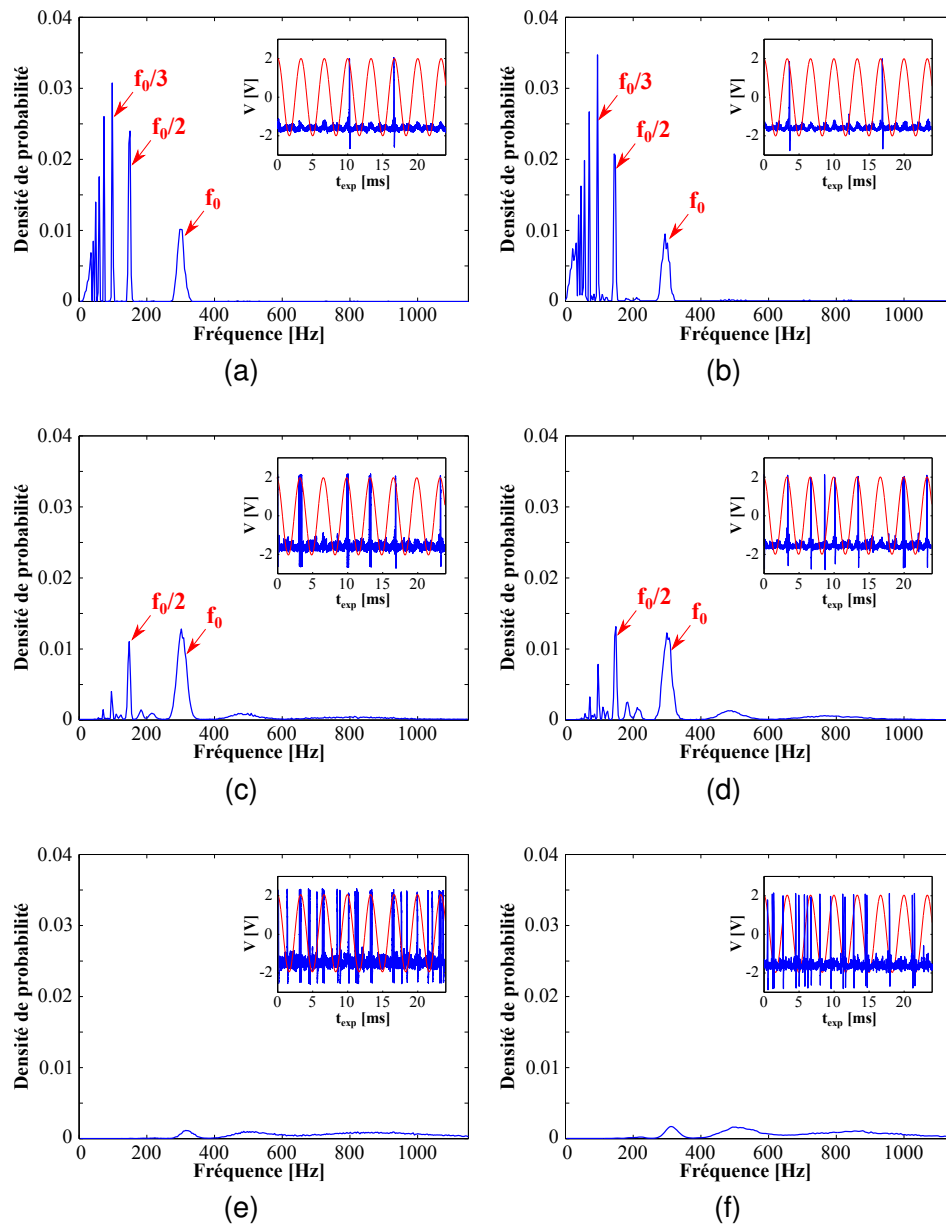 0.04
0.03
0.02
0.01
0
Densité de probabilité
f₀/3
f₀/2
f₀
2
0
-2
V [V]
0 5 10 15 20
t_exp [ms]
0 200 400 600 800 1000
Fréquence [Hz]
(a)
0.04
0.03
0.02
0.01
0
Densité de probabilité
f₀/3
f₀/2
f₀
2
0
-2
V [V]
0 5 10 15 20
t_exp [ms]
0 200 400 600 800 1000
Fréquence [Hz]
(b)
0.04
0.03
0.02
0.01
0
Densité de probabilité
f₀/2
f₀
2
0
-2
V [V]
0 5 10 15 20
t_exp [ms]
0 200 400 600 800 1000
Fréquence [Hz]
(c)
0.04
0.03
0.02
0.01
0
Densité de probabilité
f₀/2
f₀
2
0
-2
V [V]
0 5 10 15 20
t_exp [ms]
0 200 400 600 800 1000
Fréquence [Hz]
(d)
0.04
0.03
0.02
0.01
0
Densité de probabilité
2
0
-2
V [V]
0 5 10 15 20
t_exp [ms]
0 200 400 600 800 1000
Fréquence [Hz]
(e)
0.04
0.03
0.02
0.01
0
Densité de probabilité
2
0
-2
V [V]
0 5 10 15 20
t_exp [ms]
0 200 400 600 800 1000
Fréquence [Hz]
(f)